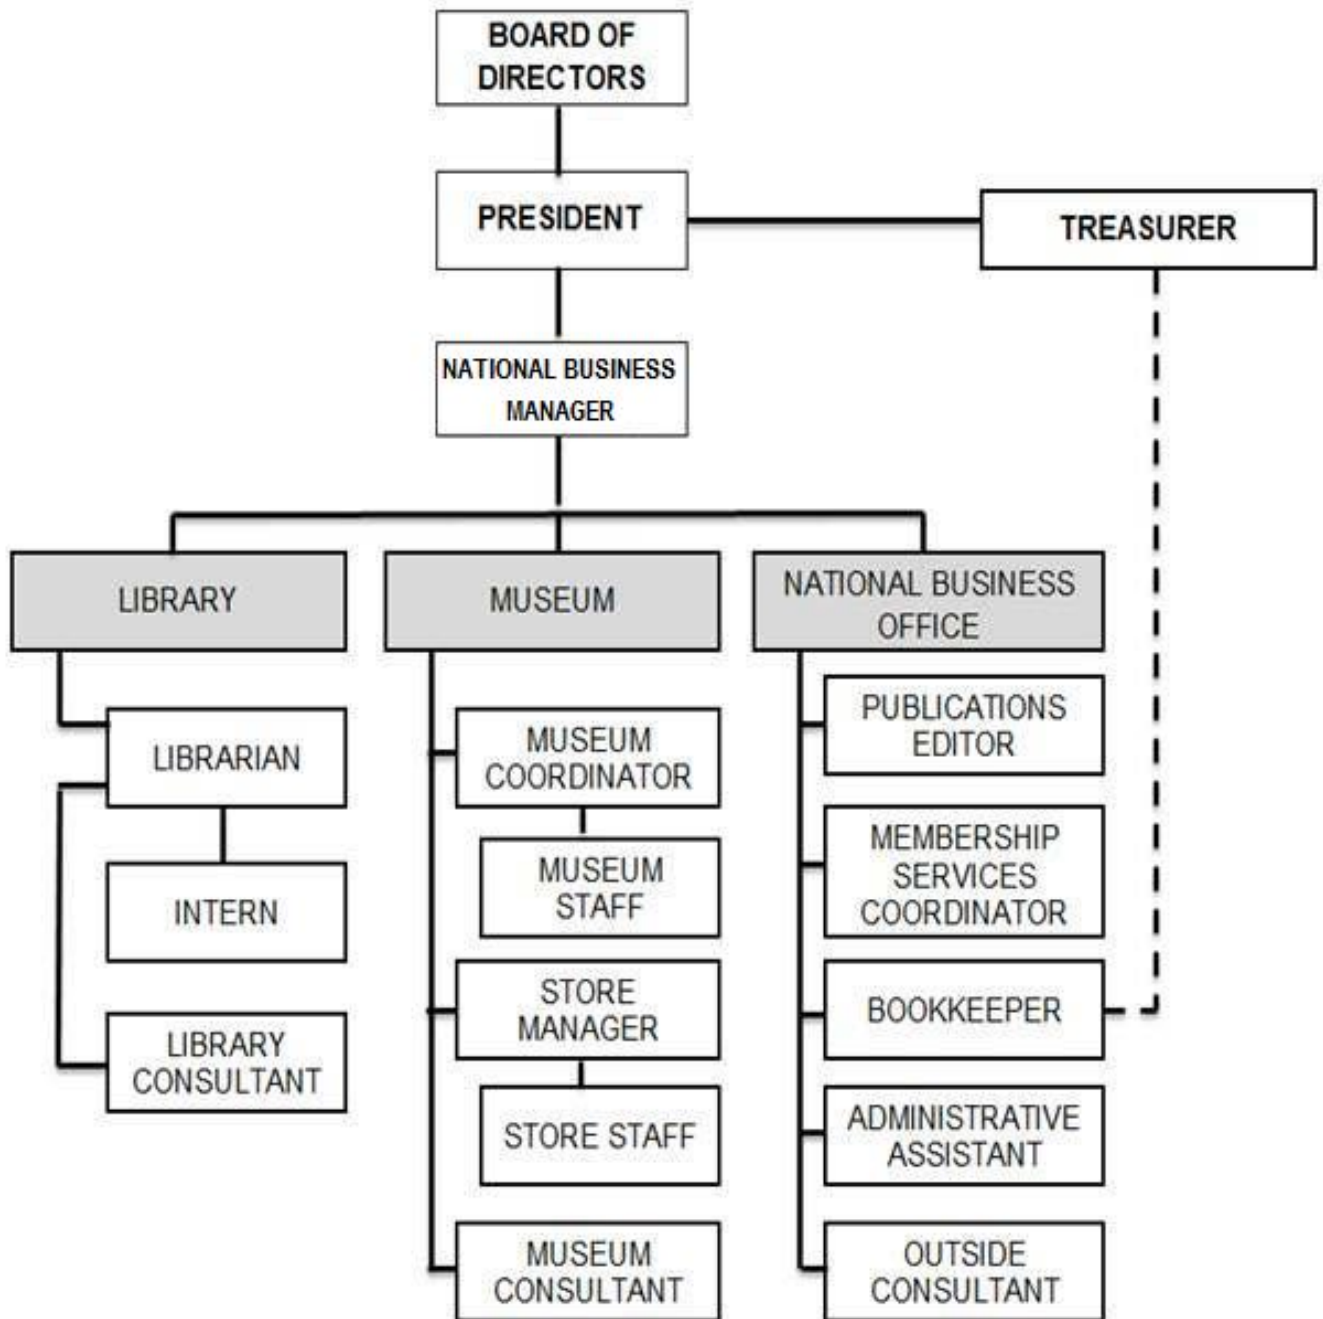 BOARD OF
DIRECTORS
PRESIDENT
TREASURER
NATIONAL BUSINESS
MANAGER
LIBRARY
LIBRARIAN
INTERN
LIBRARY
CONSULTANT
MUSEUM
MUSEUM
COORDINATOR
MUSEUM
STAFF
STORE
MANAGER
STORE STAFF
MUSEUM
CONSULTANT
NATIONAL BUSINESS
OFFICE
PUBLICATIONS
EDITOR
MEMBERSHIP
SERVICES
COORDINATOR
BOOKKEEPER
ADMINISTRATIVE
ASSISTANT
OUTSIDE
CONSULTANT